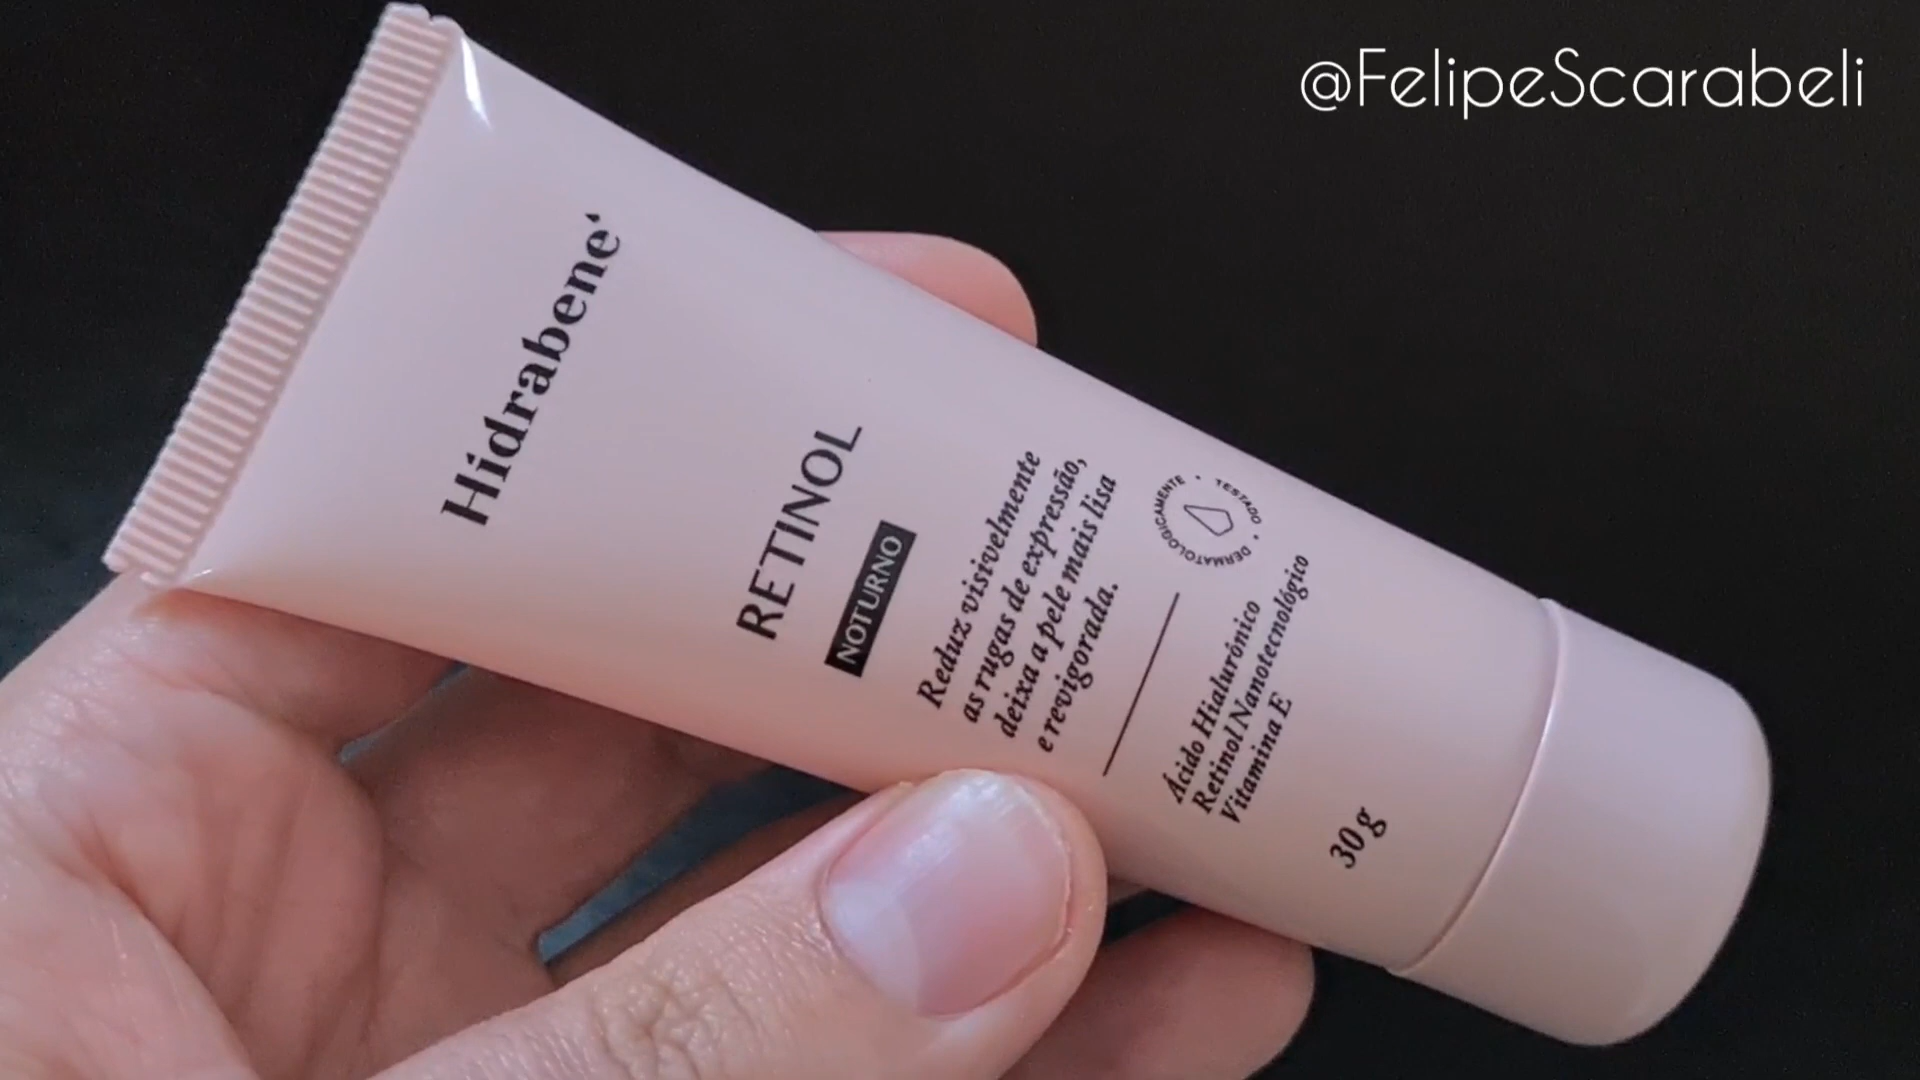 @FelipeScarabeli
Hidrabene
RETINOL
NOTURNO
Reduz visivelmente
as rugas de expressão,
deixa a pele mais lisa
e revigorada.
DERMATOLOGICAMENTE • TESTADO •
Ácido Hialurônico
Retinol Nanotecnológico
Vitamina E
30 g